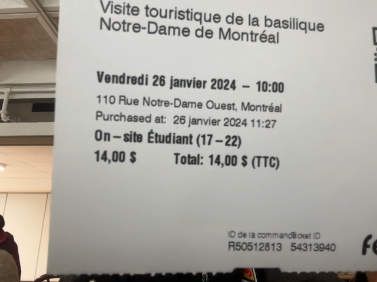 Visite touristique de la basilique
Notre-Dame de Montréal
Vendredi 26 janvier 2024 – 10:00
110 Rue Notre-Dame Ouest, Montréal
Purchased at: 26 janvier 2024 11:27
On–site Étudiant (17–22)
14,00 $ Total: 14,00 $ (TTC)
ID de la commandTicket ID
R50512813 54313940